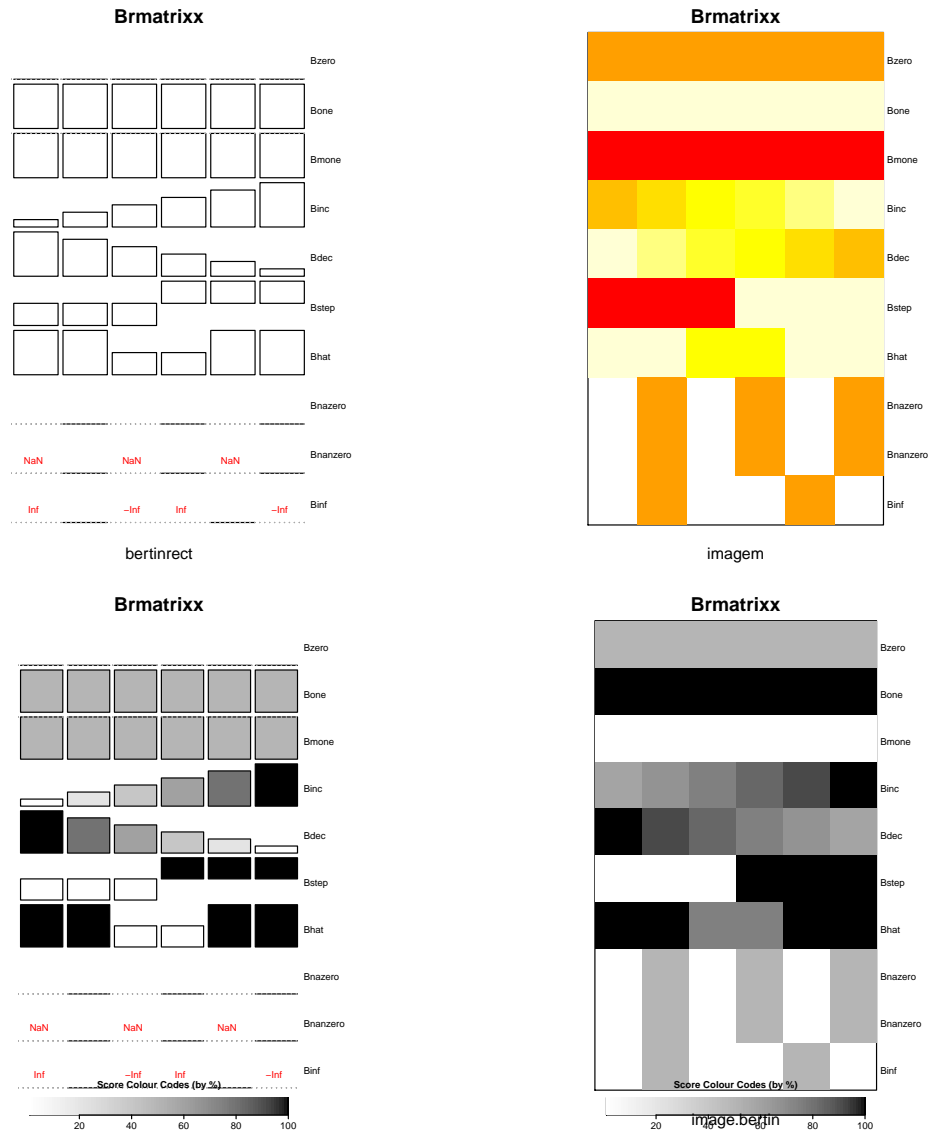 Brmatrixx
Bzero
Bone
Bmone
Binc
Bdec
Bstep
Bhat
Bnazero
NaN NaN NaN Bnanzero
Inf −Inf Inf −Inf Binf
bertinrect
Brmatrixx
Bzero
Bone
Bmone
Binc
Bdec
Bstep
Bhat
Bnazero
Bnanzero
Binf
imagem
Brmatrixx
Bzero
Bone
Bmone
Binc
Bdec
Bstep
Bhat
Bnazero
NaN NaN NaN Bnanzero
Inf −Inf Inf −Inf Binf
Score Colour Codes (by %)
20 40 60 80 100
Brmatrixx
Bzero
Bone
Bmone
Binc
Bdec
Bstep
Bhat
Bnazero
Bnanzero
Binf
Score Colour Codes (by %)
20 40 60 80 100
image.bertin